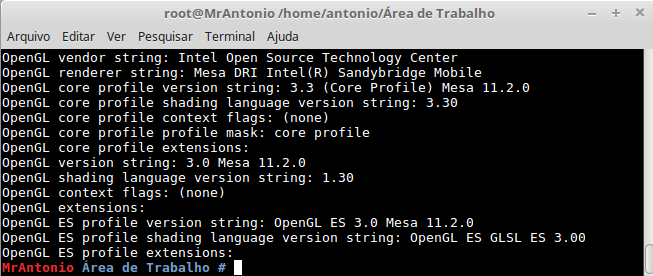 root@MrAntonio /home/antonio/Área de Trabalho
Arquivo Editar Ver Pesquisar Terminal Ajuda
OpenGL vendor string: Intel Open Source Technology Center
OpenGL renderer string: Mesa DRI Intel(R) Sandybridge Mobile
OpenGL core profile version string: 3.3 (Core Profile) Mesa 11.2.0
OpenGL core profile shading language version string: 3.30
OpenGL core profile context flags: (none)
OpenGL core profile profile mask: core profile
OpenGL core profile extensions:
OpenGL version string: 3.0 Mesa 11.2.0
OpenGL shading language version string: 1.30
OpenGL context flags: (none)
OpenGL extensions:
OpenGL ES profile version string: OpenGL ES 3.0 Mesa 11.2.0
OpenGL ES profile shading language version string: OpenGL ES GLSL ES 3.00
OpenGL ES profile extensions:
MrAntonio Área de Trabalho #